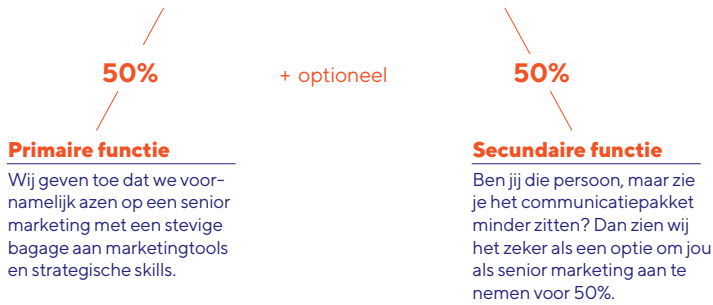 50%
+ optioneel
50%
Primaire functie
Wij geven toe dat we voor-
namelijk azen op een senior
marketing met een stevige
bagage aan marketingtools
en strategische skills.
Secundaire functie
Ben jij die persoon, maar zie
je het communicatiepakket
minder zitten? Dan zien wij
het zeker als een optie om jou
als senior marketing aan te
nemen voor 50%.